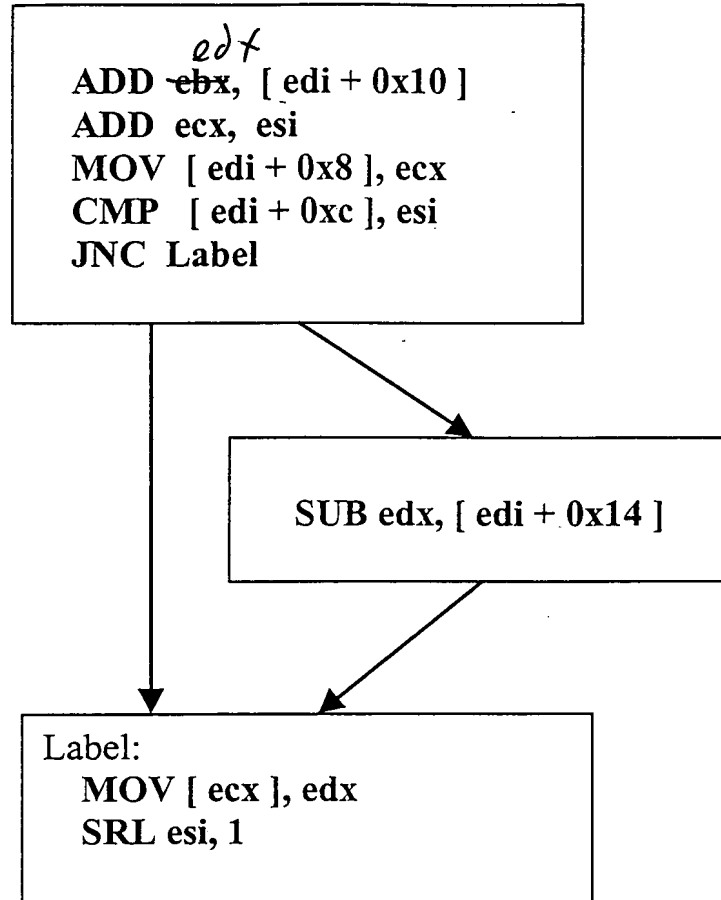 edx
ADD ebx, [ edi + 0x10 ]
ADD ecx, esi
MOV [ edi + 0x8 ], ecx
CMP [ edi + 0xc ], esi
JNC Label
SUB edx, [ edi + 0x14 ]
Label:
MOV [ ecx ], edx
SRL esi, 1